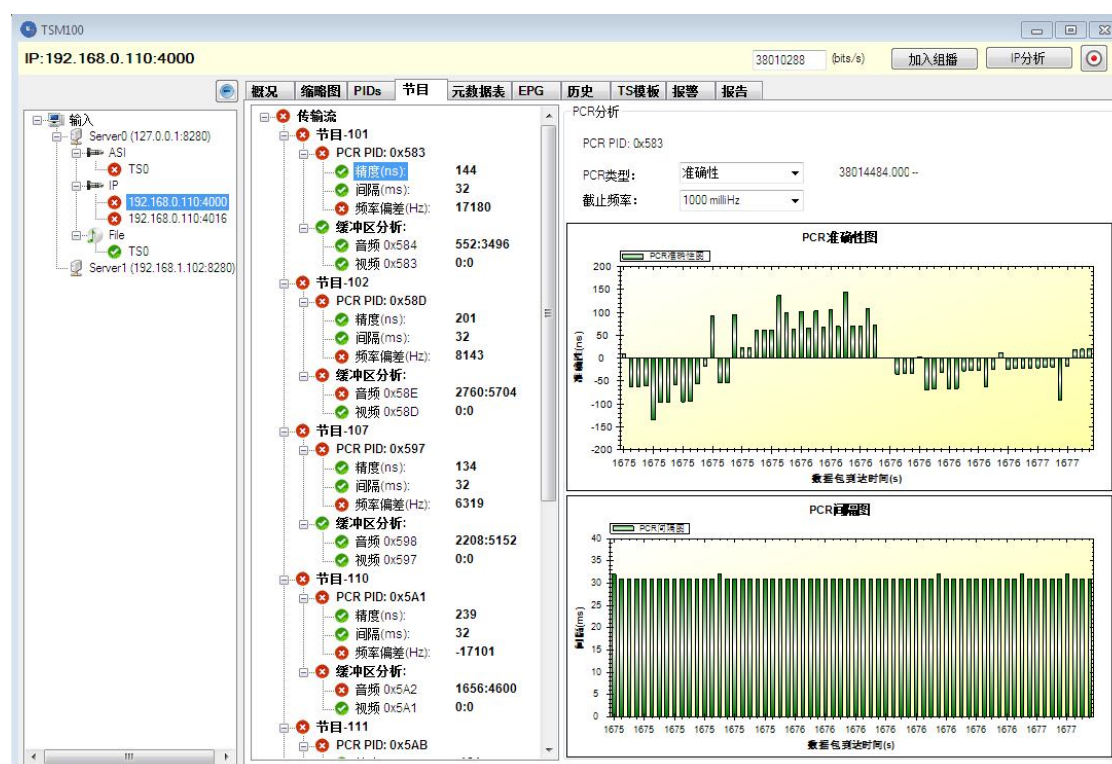 TSM100
IP:192.168.0.110:4000
38010288 (bits/s) 加入组播 IP分析
概况 缩略图 PIDs 节目 元数据表 EPG 历史 TS模板 报警 报告
输入
Server0 (127.0.0.1:8280)
ASI
TS0
IP
192.168.0.110:4000
192.168.0.110:4016
File
TS0
Server1 (192.168.1.102:8280)
传输流
节目-101
PCR PID: 0x583
精度(ns): 144
间隔(ms): 32
频率偏差(Hz): 17180
缓冲区分析:
音频 0x584 552:3496
视频 0x583 0:0
节目-102
PCR PID: 0x58D
精度(ns): 201
间隔(ms): 32
频率偏差(Hz): 8143
缓冲区分析:
音频 0x58E 2760:5704
视频 0x58D 0:0
节目-107
PCR PID: 0x597
精度(ns): 134
间隔(ms): 32
频率偏差(Hz): 6319
缓冲区分析:
音频 0x598 2208:5152
视频 0x597 0:0
节目-110
PCR PID: 0x5A1
精度(ns): 239
间隔(ms): 32
频率偏差(Hz): -17101
缓冲区分析:
音频 0x5A2 1656:4600
视频 0x5A1 0:0
节目-111
PCR PID: 0x5AB
PCR分析
PCR PID: 0x583
PCR类型: 准确性 38014484.000 --
截止频率: 1000 milliHz
PCR准确性图
PCR准确性图
200
150
100
50
0
-50
-100
-150
-200
准确性(ns)
1675 1675 1675 1675 1675 1676 1676 1676 1676 1676 1676 1676 1676 1676 1677 1677
数据包到达时间(s)
PCR间隔图
PCR间隔图
40
35
30
25
20
15
10
5
0
间隔(ms)
1675 1675 1675 1675 1675 1676 1676 1676 1676 1676 1676 1676 1676 1676 1677 1677
数据包到达时间(s)